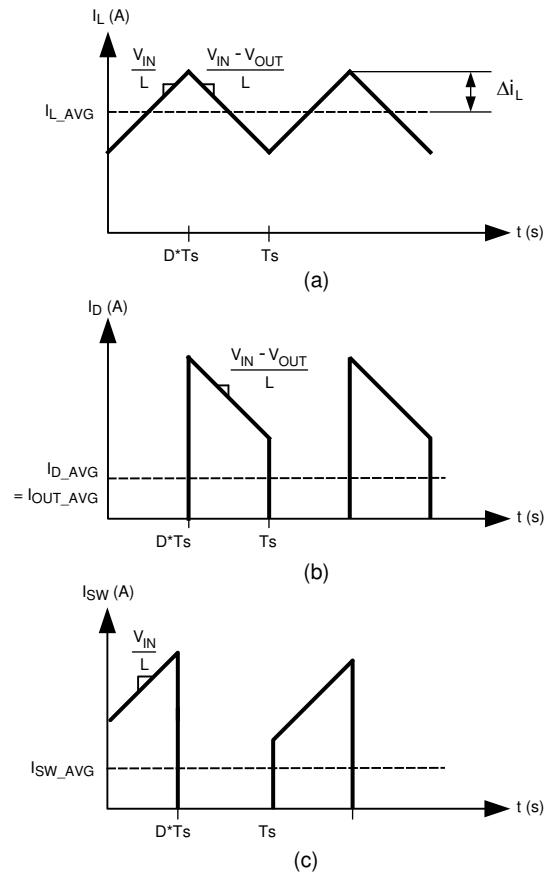 I_L (A)
V_IN
L
V_IN - V_OUT
L
I_L_AVG
Δi_L
D*Ts
Ts
t (s)
(a)
I_D (A)
V_IN - V_OUT
L
I_D_AVG
= I_OUT_AVG
D*Ts
Ts
t (s)
(b)
I_SW (A)
V_IN
L
I_SW_AVG
D*Ts
Ts
t (s)
(c)